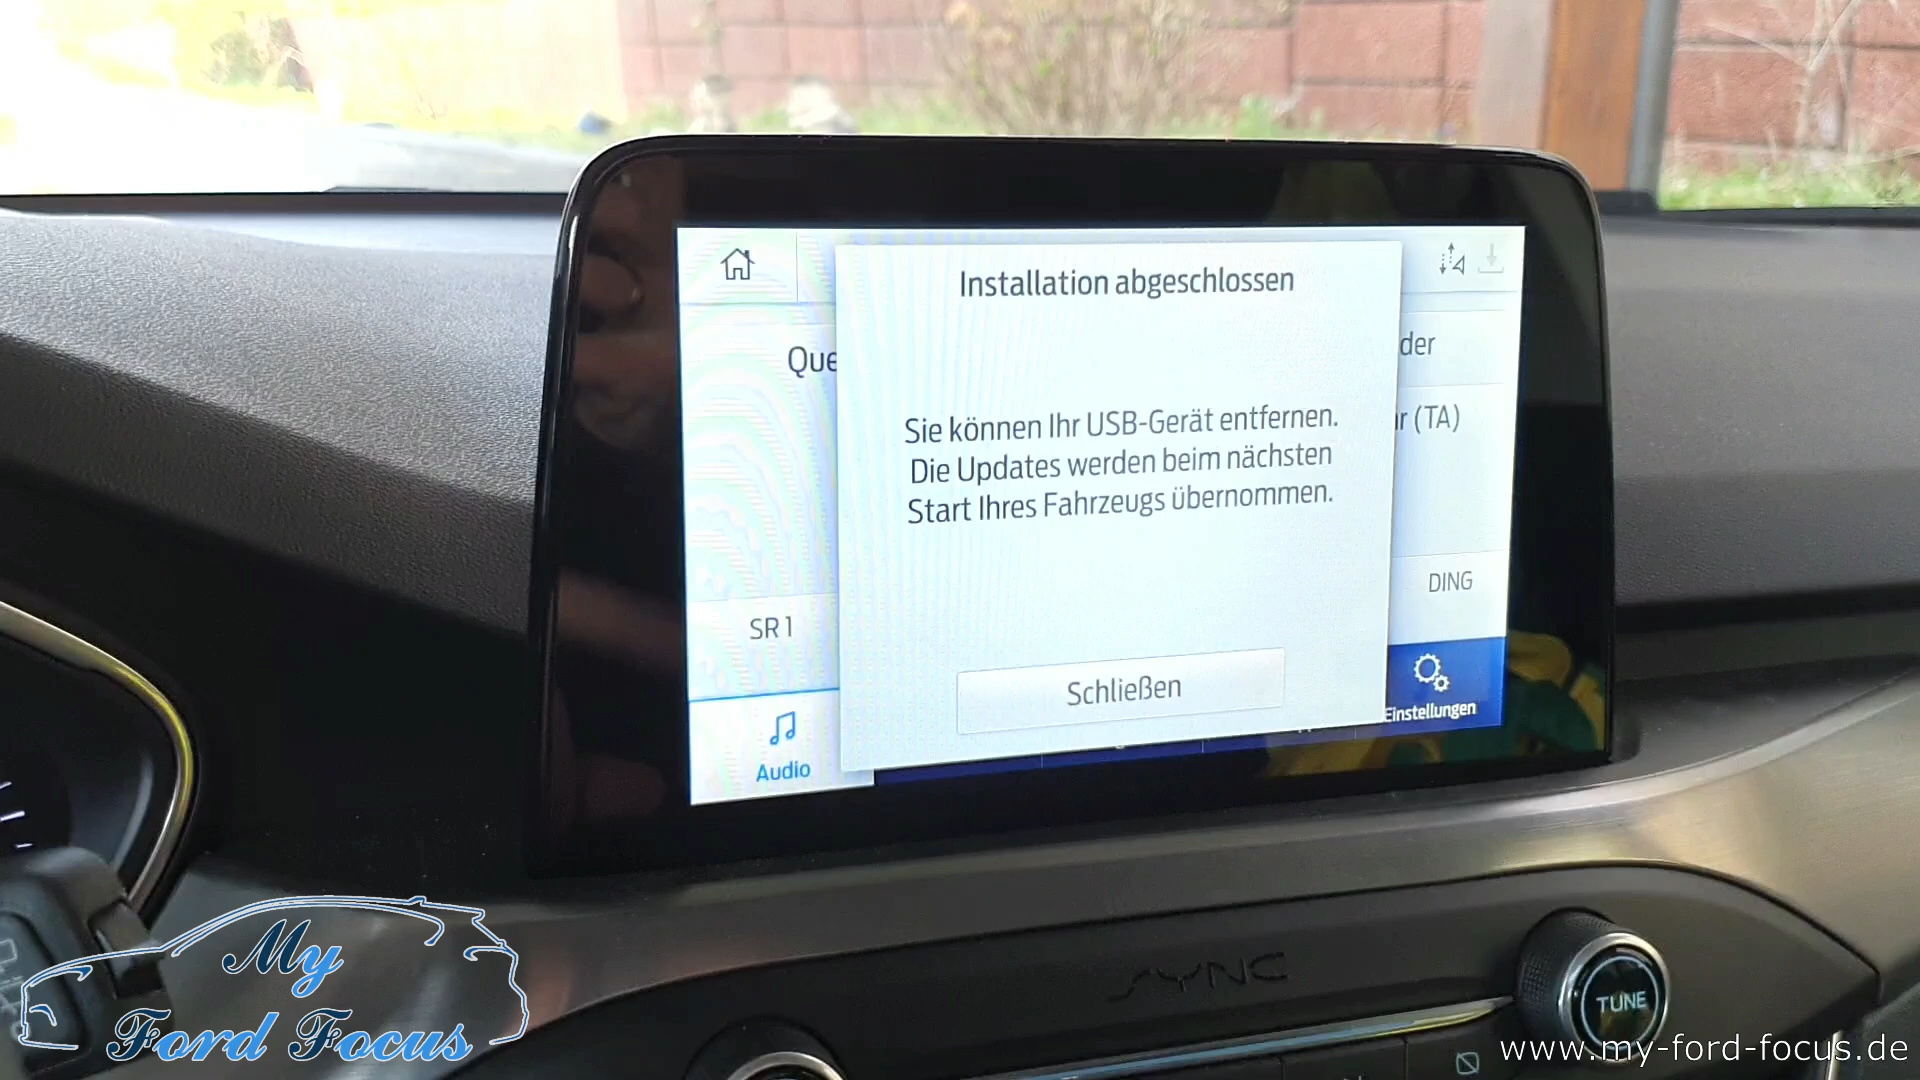 Installation abgeschlossen
Que
der
r (TA)
Sie können Ihr USB-Gerät entfernen.
Die Updates werden beim nächsten
Start Ihres Fahrzeugs übernommen.
DING
SR 1
Schließen
Audio
Einstellungen
My
Ford Focus
SYNC
TUNE
www.my-ford-focus.de